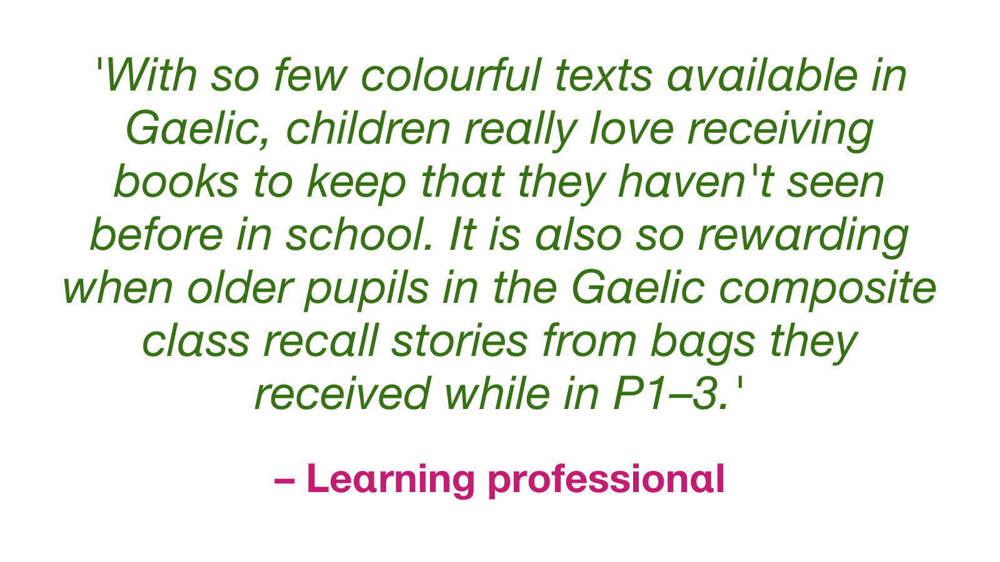 'With so few colourful texts available in
Gaelic, children really love receiving
books to keep that they haven't seen
before in school. It is also so rewarding
when older pupils in the Gaelic composite
class recall stories from bags they
received while in P1–3.'
– Learning professional